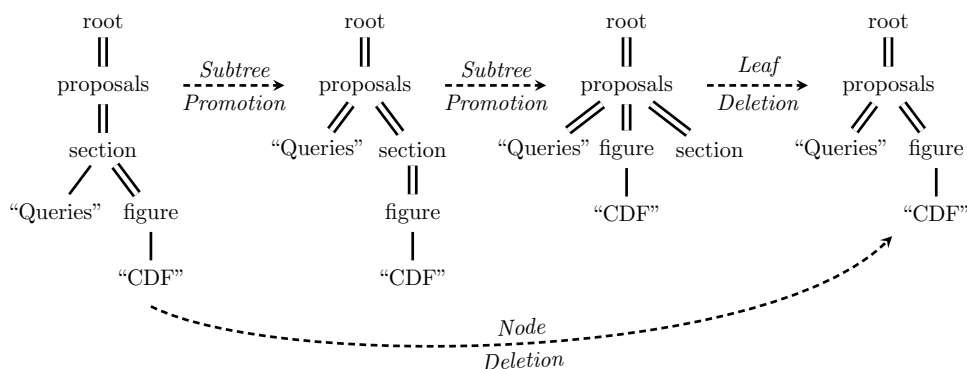 root root root root
Subtree Subtree Leaf
proposals proposals proposals proposals
Promotion Promotion Deletion
“Queries” “Queries” figure section “Queries” figure
section section
“Queries” figure figure “CDF” “CDF”
“CDF” “CDF”
Node
Deletion